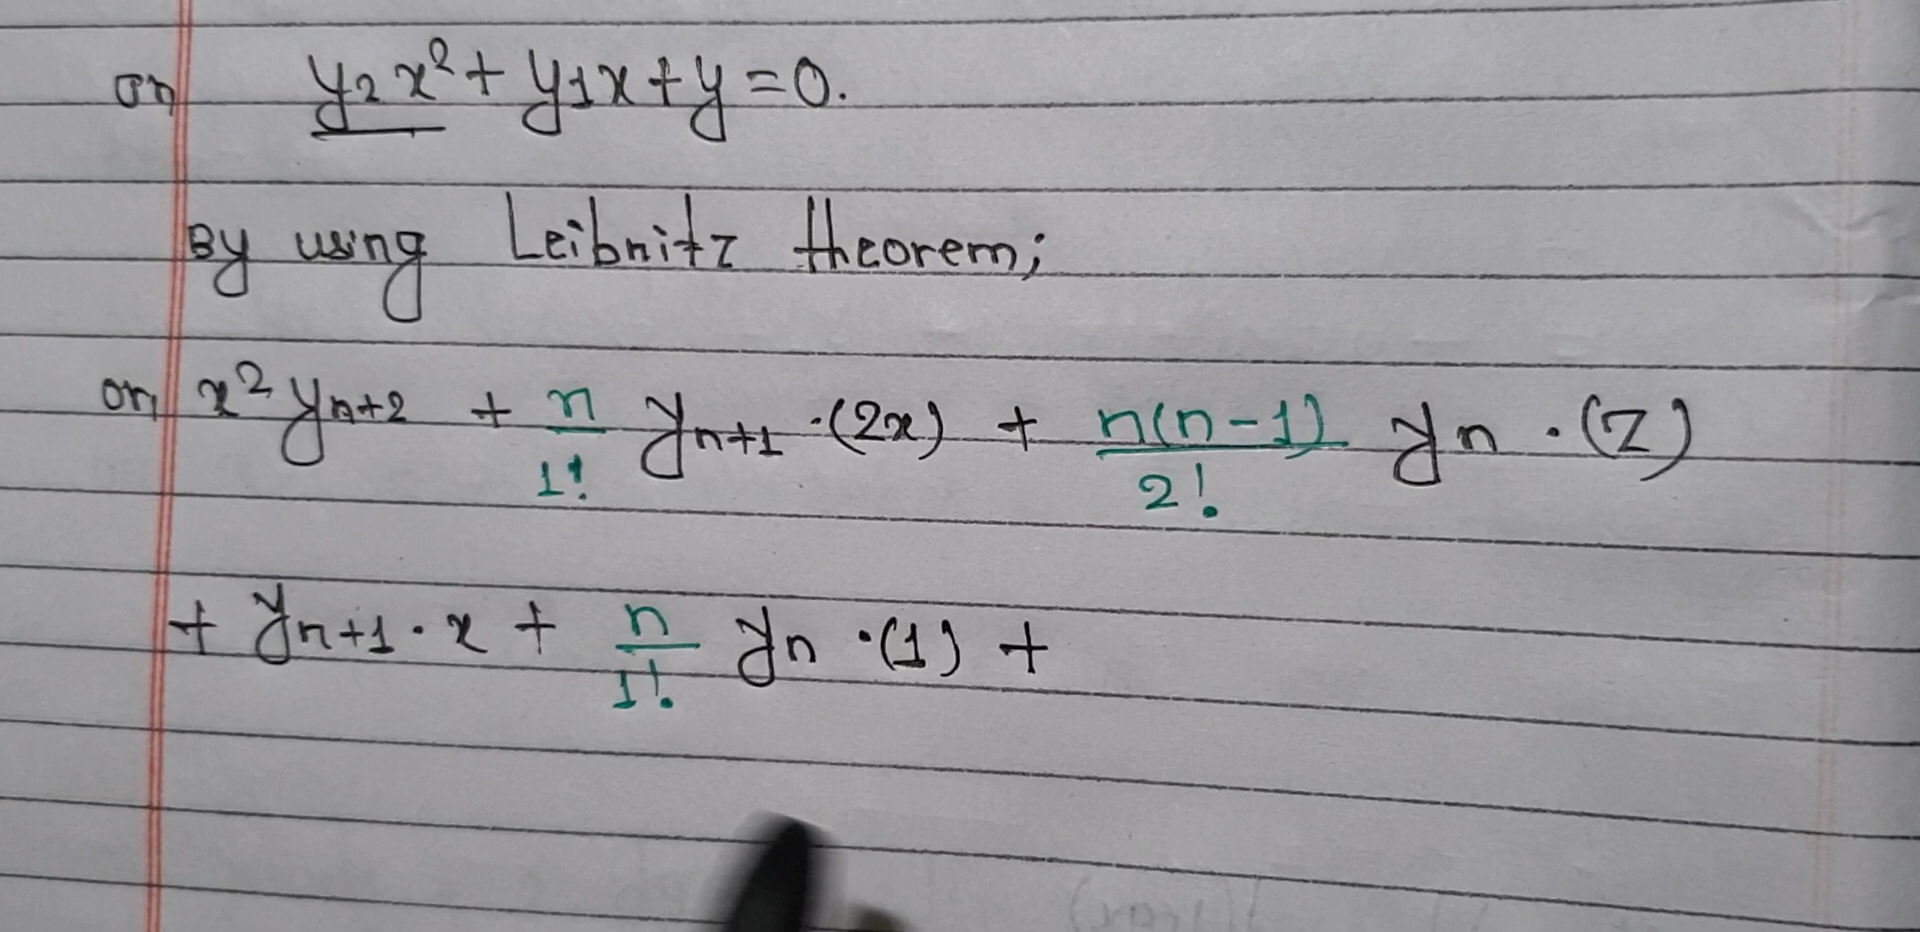 or, y₂x² + y₁x + y = 0.
By using Leibnitz theorem;
or, x² yₙ₊₂ + n/1! yₙ₊₁ · (2x) + n(n-1)/2! yₙ · (2)
+ yₙ₊₁ · x + n/1! yₙ · (1) +